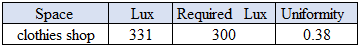 Space Lux Required Lux Uniformity
clothies shop 331 300 0.38